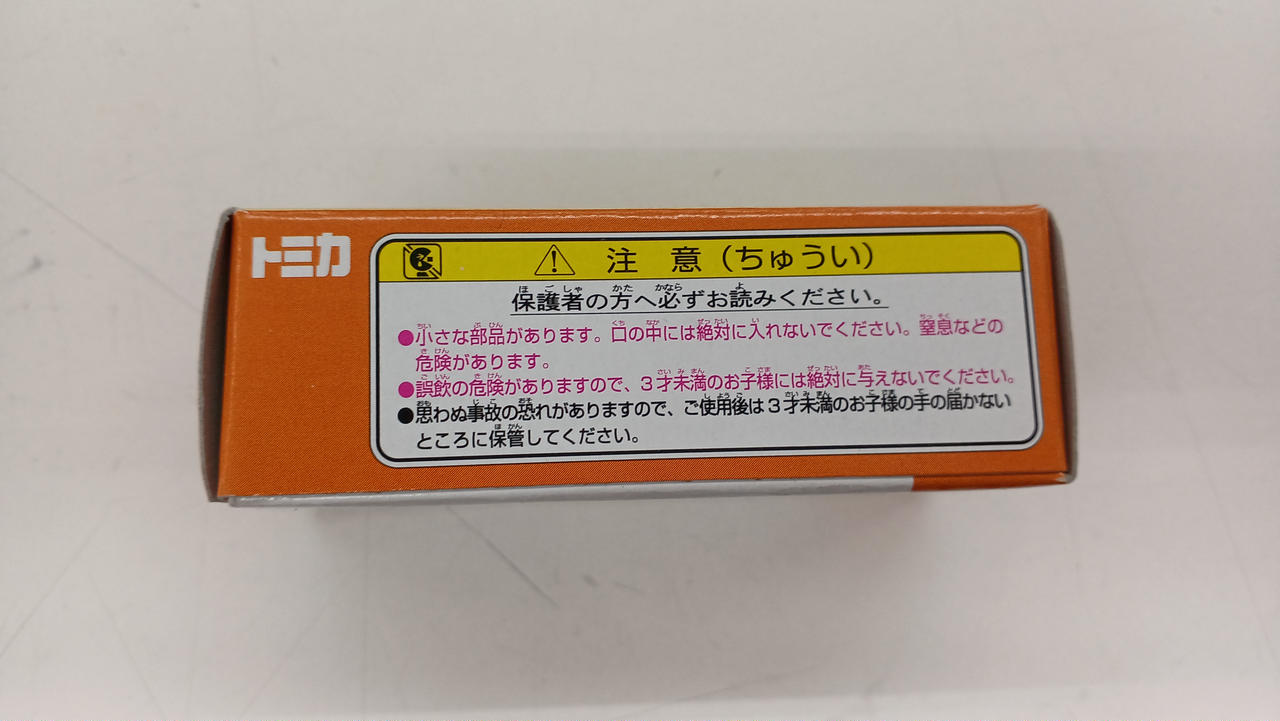 トミカ
注 意（ちゅうい）
保護者の方へ必ずお読みください。
●小さな部品があります。口の中には絶対に入れないでください。窒息などの
危険があります。
●誤飲の危険がありますので、3才未満のお子様には絶対に与えないでください。
●思わぬ事故の恐れがありますので、ご使用後は3才未満のお子様の手の届かない
ところに保管してください。